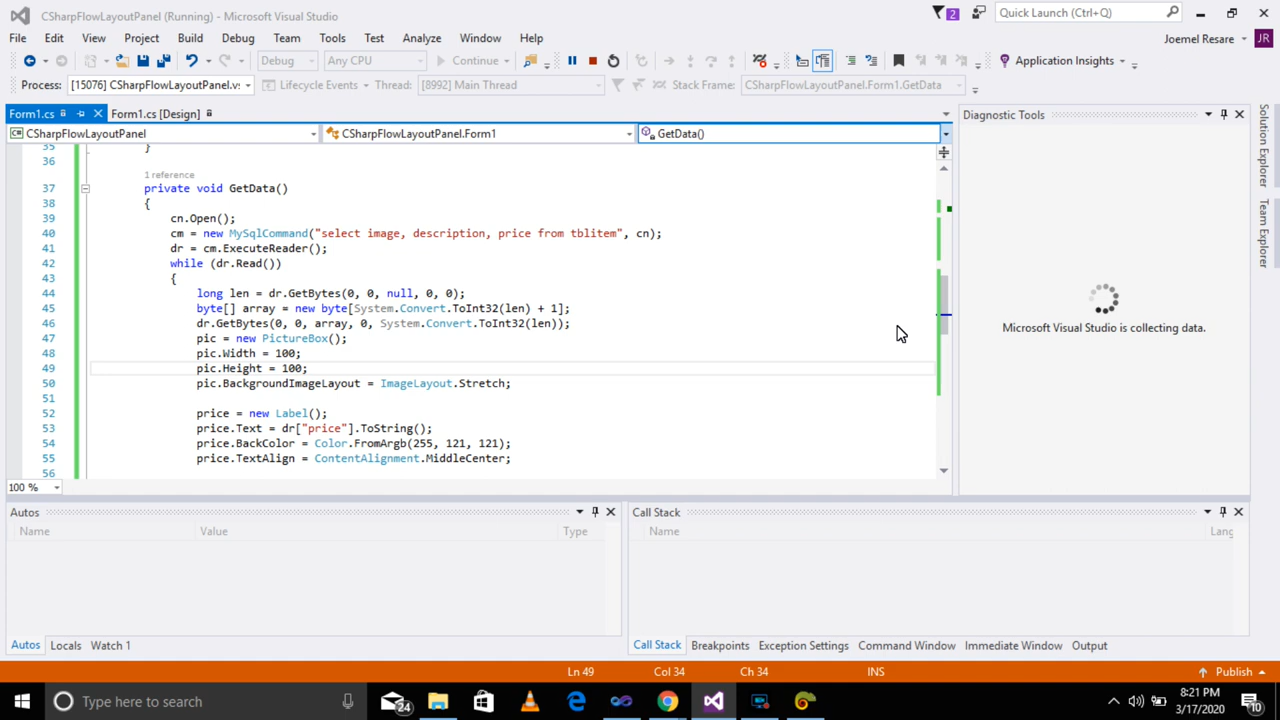 CSharpFlowLayoutPanel (Running) - Microsoft Visual Studio
2
Quick Launch (Ctrl+Q)
File Edit View Project Build Debug Team Tools Test Analyze Window Help
Joemel Resare JR
Debug Any CPU Continue Application Insights
Process: [15076] CSharpFlowLayoutPanel.vs Lifecycle Events Thread: [8992] Main Thread Stack Frame: CSharpFlowLayoutPanel.Form1.GetData
Form1.cs Form1.cs [Design] Diagnostic Tools
CSharpFlowLayoutPanel CSharpFlowLayoutPanel.Form1 GetData()
35 }
36
1 reference
37 private void GetData()
38 {
39 cn.Open();
40 cm = new MySqlCommand("select image, description, price from tblitem", cn);
41 dr = cm.ExecuteReader();
42 while (dr.Read())
43 {
44 long len = dr.GetBytes(0, 0, null, 0, 0);
45 byte[] array = new byte[System.Convert.ToInt32(len) + 1];
46 dr.GetBytes(0, 0, array, 0, System.Convert.ToInt32(len));
47 pic = new PictureBox();
48 pic.Width = 100;
49 pic.Height = 100;
50 pic.BackgroundImageLayout = ImageLayout.Stretch;
51
52 price = new Label();
53 price.Text = dr["price"].ToString();
54 price.BackColor = Color.FromArgb(255, 121, 121);
55 price.TextAlign = ContentAlignment.MiddleCenter;
56
100 %
Microsoft Visual Studio is collecting data.
Solution Explorer
Team Explorer
Autos
Name Value Type
Call Stack
Name Lang
Autos Locals Watch 1
Call Stack Breakpoints Exception Settings Command Window Immediate Window Output
Ln 49 Col 34 Ch 34 INS Publish
Type here to search
24
8:21 PM
3/17/2020
10